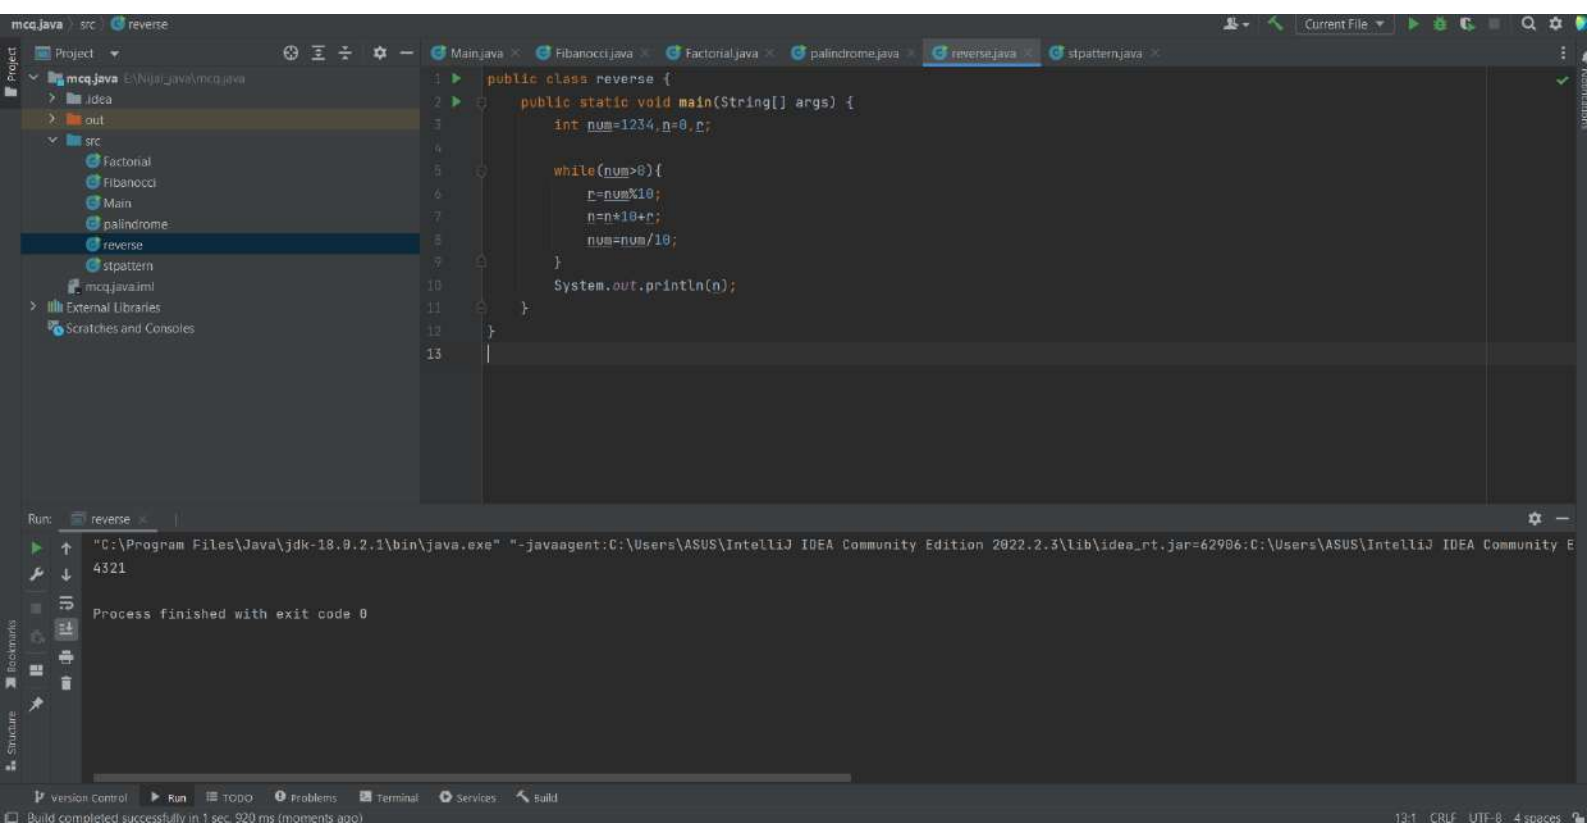 mcq.java src reverse
Current File
Project
Main.java Fibanocci.java Factorial.java palindrome.java reverse.java stpattern.java
Project
mcq.java E:\Nijal_java\mcq.java
.idea
out
src
Factorial
Fibanocci
Main
palindrome
reverse
stpattern
mcq.java.iml
External Libraries
Scratches and Consoles
1 public class reverse {
2 public static void main(String[] args) {
3 int num=1234,n=0,r;
4
5 while(num>0){
6 r=num%10;
7 n=n*10+r;
8 num=num/10;
9 }
10 System.out.println(n);
11 }
12 }
13
Notifications
Run: reverse
"C:\Program Files\Java\jdk-18.0.2.1\bin\java.exe" "-javaagent:C:\Users\ASUS\IntelliJ IDEA Community Edition 2022.2.3\lib\idea_rt.jar=62906:C:\Users\ASUS\IntelliJ IDEA Community E
4321
Process finished with exit code 0
Bookmarks
Structure
Version Control Run TODO Problems Terminal Services Build
Build completed successfully in 1 sec, 920 ms (moments ago)
13:1 CRLF UTF-8 4 spaces